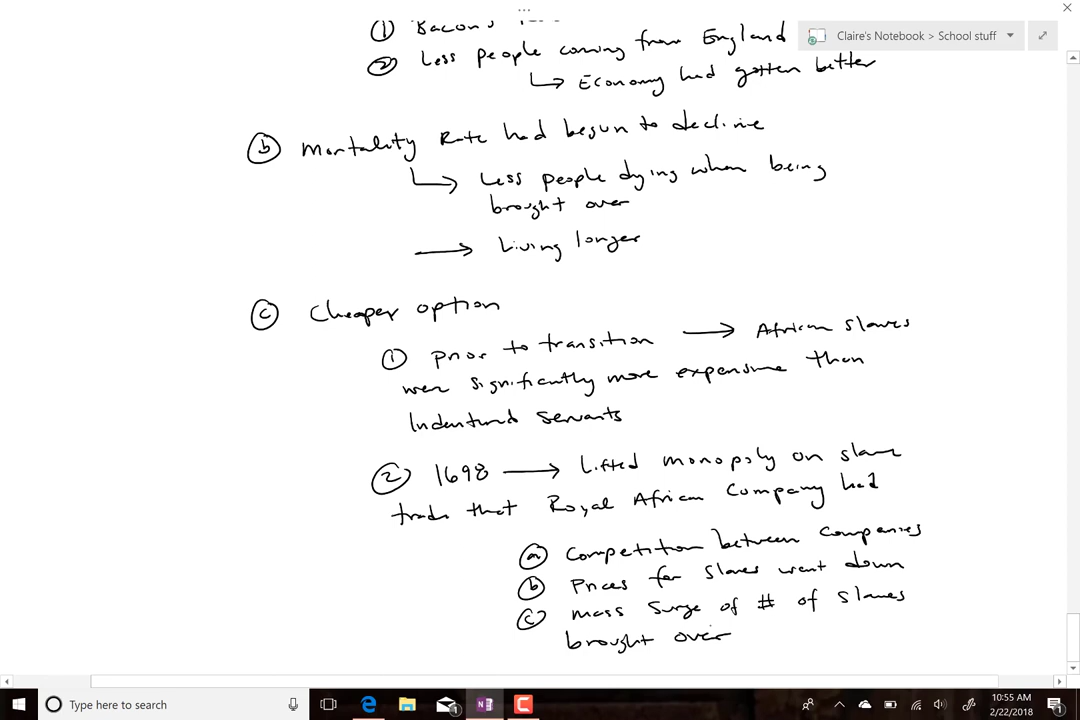 ① Bacon's
② Less People coming from England
↳ Economy had gotten better
Claire's Notebook > School stuff
ⓑ Mortality Rate had begun to decline
↳ Less people dying when being
brought over
→ Living longer
ⓒ Cheaper option
① Prior to transition → African slaves
were significantly more expensive than
Indentured servants
② 1698 → Lifted monopoly on slave
trade that Royal African Company had
ⓐ Competition between companies
ⓑ Prices for slaves went down
ⓒ mass surge of # of slaves
brought over
Type here to search
10:55 AM
2/22/2018